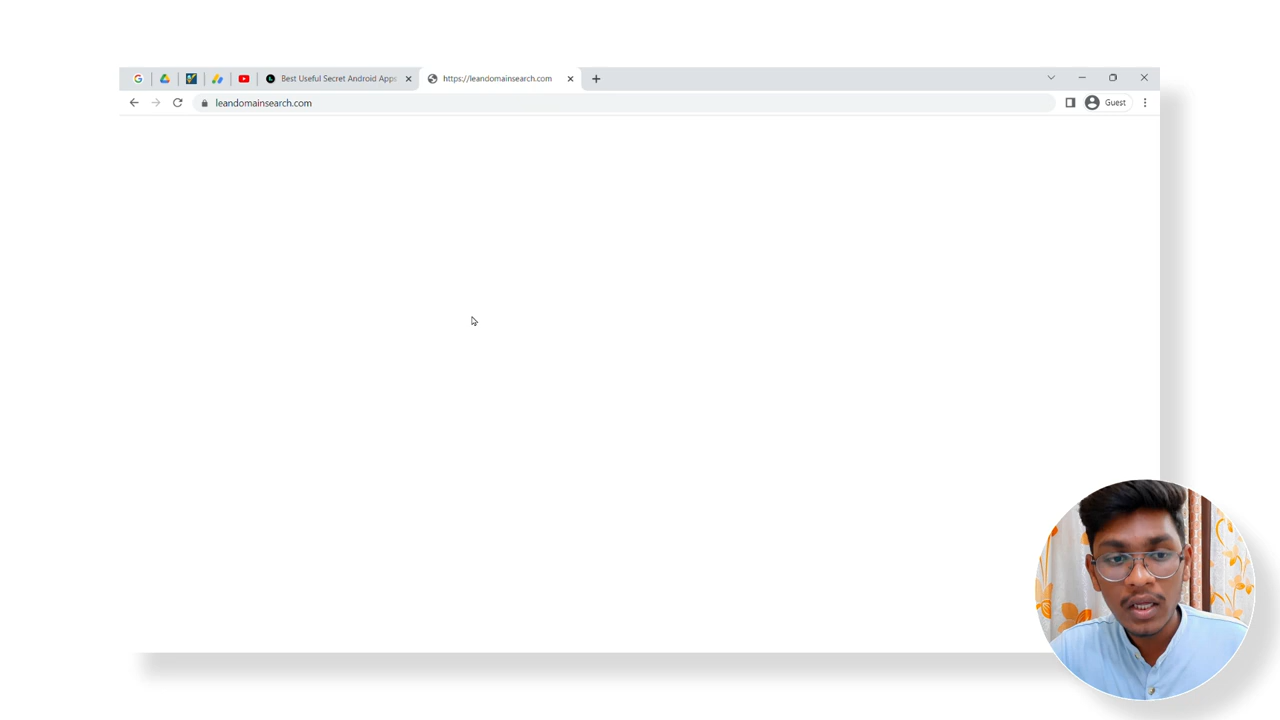 Best Useful Secret Android Apps
https://leandomainsearch.com
leandomainsearch.com
Guest